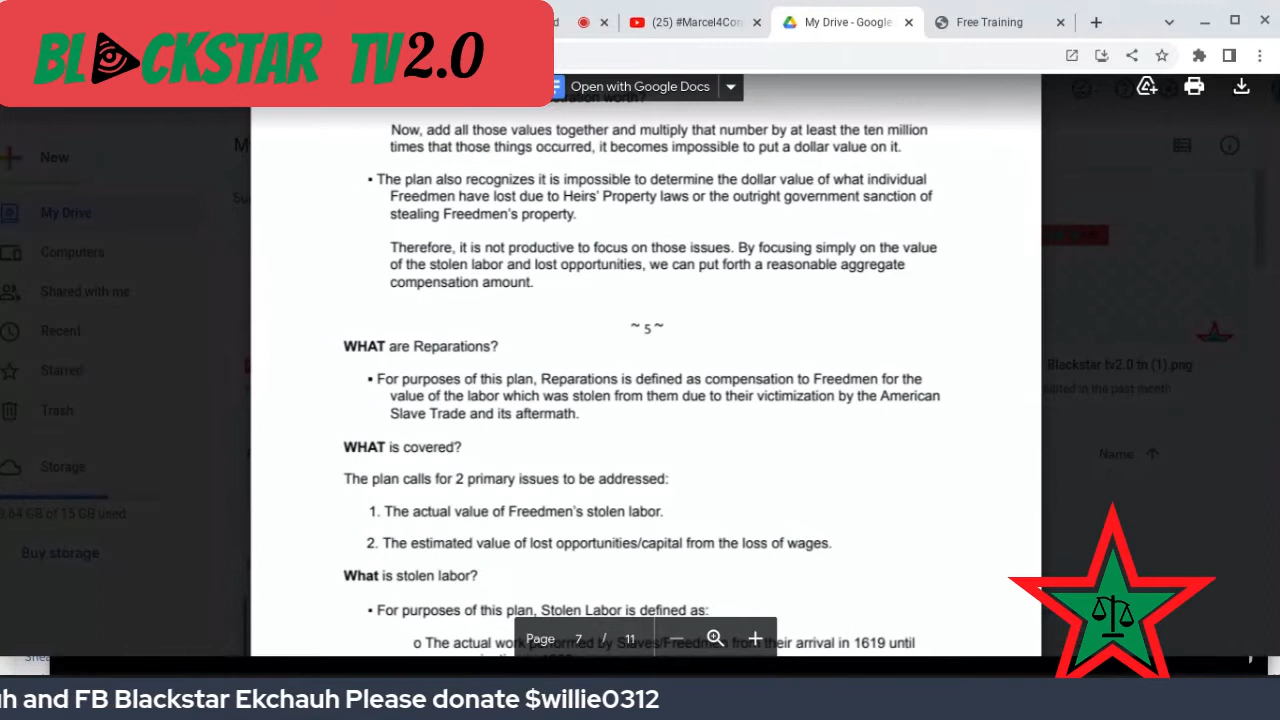 BLACKSTAR TV2.0
(25) #Marcel4Con
My Drive - Google
Free Training
Open with Google Docs
Now, add all those values together and multiply that number by at least the ten million
times that those things occurred, it becomes impossible to put a dollar value on it.
▪ The plan also recognizes it is impossible to determine the dollar value of what individual
Freedmen have lost due to Heirs' Property laws or the outright government sanction of
stealing Freedmen's property.
Therefore, it is not productive to focus on those issues. By focusing simply on the value
of the stolen labor and lost opportunities, we can put forth a reasonable aggregate
compensation amount.
~ 5 ~
WHAT are Reparations?
▪ For purposes of this plan, Reparations is defined as compensation to Freedmen for the
value of the labor which was stolen from them due to their victimization by the American
Slave Trade and its aftermath.
WHAT is covered?
The plan calls for 2 primary issues to be addressed:
1. The actual value of Freedmen's stolen labor.
2. The estimated value of lost opportunities/capital from the loss of wages.
What is stolen labor?
▪ For purposes of this plan, Stolen Labor is defined as:
o The actual work performed by Slaves/Freedmen from their arrival in 1619 until
Page 7 / 11
New
My Drive
Computers
Shared with me
Recent
Starred
Trash
Storage
9.64 GB of 15 GB used
Buy storage
Blackstar tv2.0 tn (1).png
in the past month
Name
uh and FB Blackstar Ekchauh Please donate $willie0312